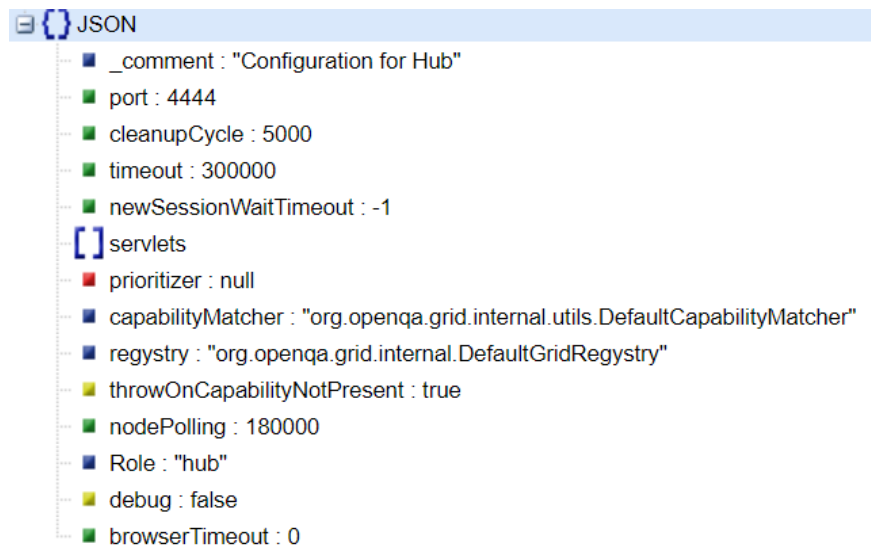 JSON
_comment : "Configuration for Hub"
port : 4444
cleanupCycle : 5000
timeout : 300000
newSessionWaitTimeout : -1
servlets
prioritizer : null
capabilityMatcher : "org.openqa.grid.internal.utils.DefaultCapabilityMatcher"
regystry : "org.openqa.grid.internal.DefaultGridRegystry"
throwOnCapabilityNotPresent : true
nodePolling : 180000
Role : "hub"
debug : false
browserTimeout : 0